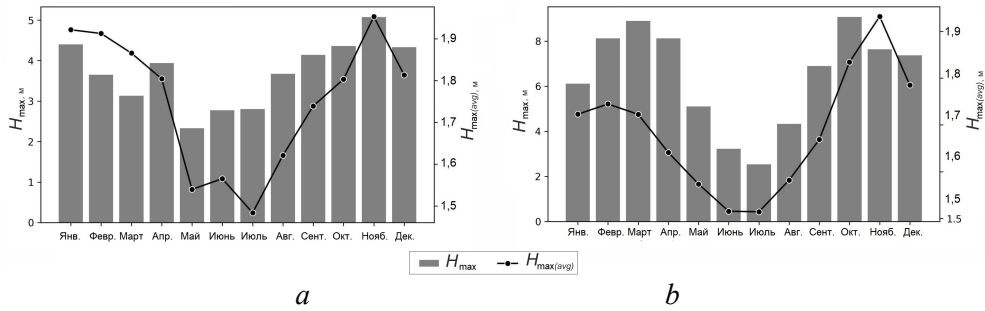 5
4
3
2
1
0
Hmax, м
1,9
1,8
1,7
1,6
1,5
Hmax(avg), м
Янв. Февр. Март Апр. Май Июнь Июль Авг. Сент. Окт. Нояб. Дек.
8
6
4
2
0
Hmax, м
1,9
1,8
1,7
1,6
1,5
1.5
Hmax(avg), м
Янв. Февр. Март Апр. Май Июнь Июль Авг. Сент. Окт. Нояб. Дек.
Hmax Hmax(avg)
a b